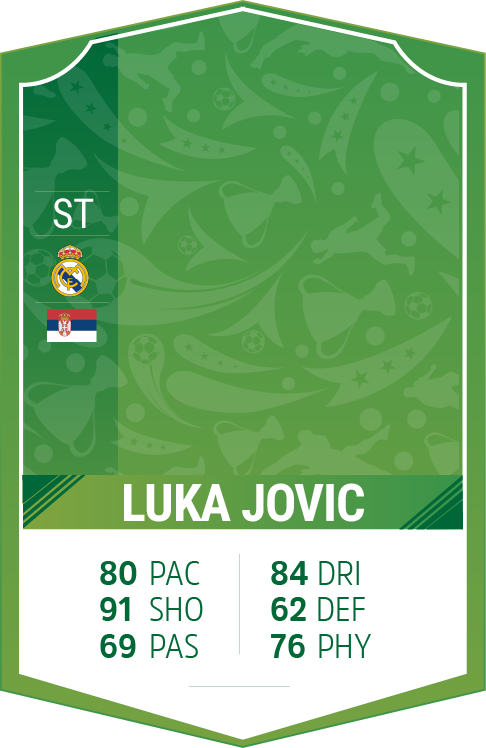 ST
LUKA JOVIC
80 PAC
91 SHO
69 PAS
84 DRI
62 DEF
76 PHY